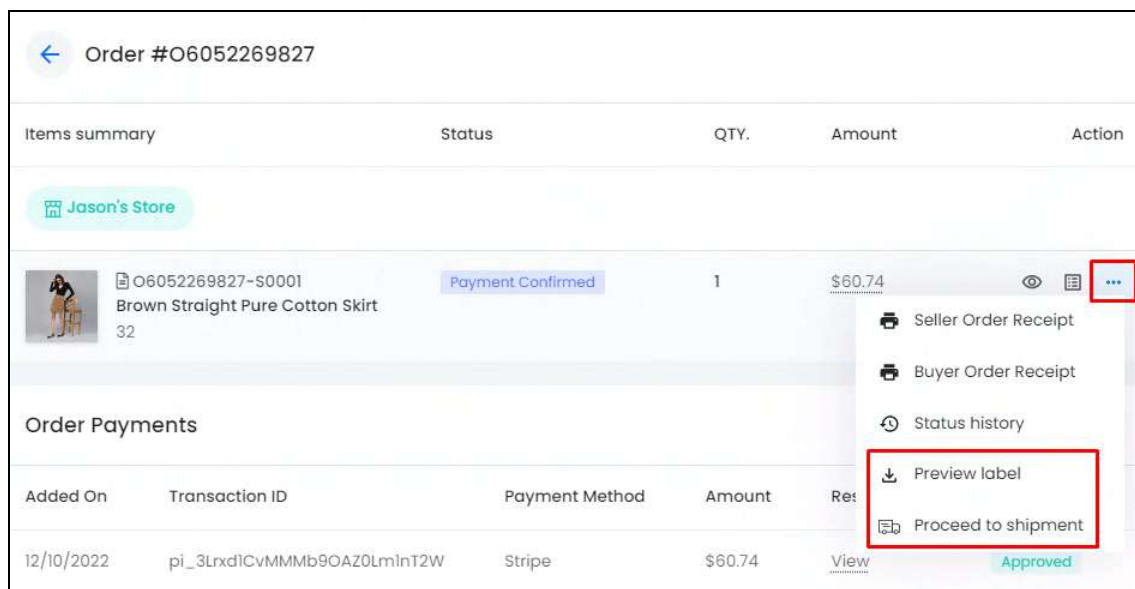 Order #O6052269827
Items summary Status QTY. Amount Action
Jason's Store
O6052269827-S0001 Payment Confirmed 1 $60.74
Brown Straight Pure Cotton Skirt
32
Seller Order Receipt
Buyer Order Receipt
Status history
Preview label
Proceed to shipment
Order Payments
Added On Transaction ID Payment Method Amount Res
12/10/2022 pi_3Lrxd1CvMMMb9OAZ0Lm1nT2W Stripe $60.74 View Approved